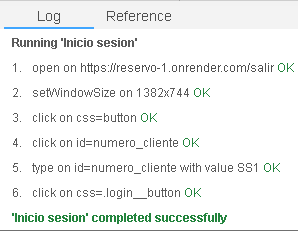 Log Reference
Running 'Inicio sesion'
1. open on https://reservo-1.onrender.com/salir OK
2. setWindowSize on 1382x744 OK
3. click on css=button OK
4. click on id=numero_cliente OK
5. type on id=numero_cliente with value SS1 OK
6. click on css=.login__button OK
'Inicio sesion' completed successfully